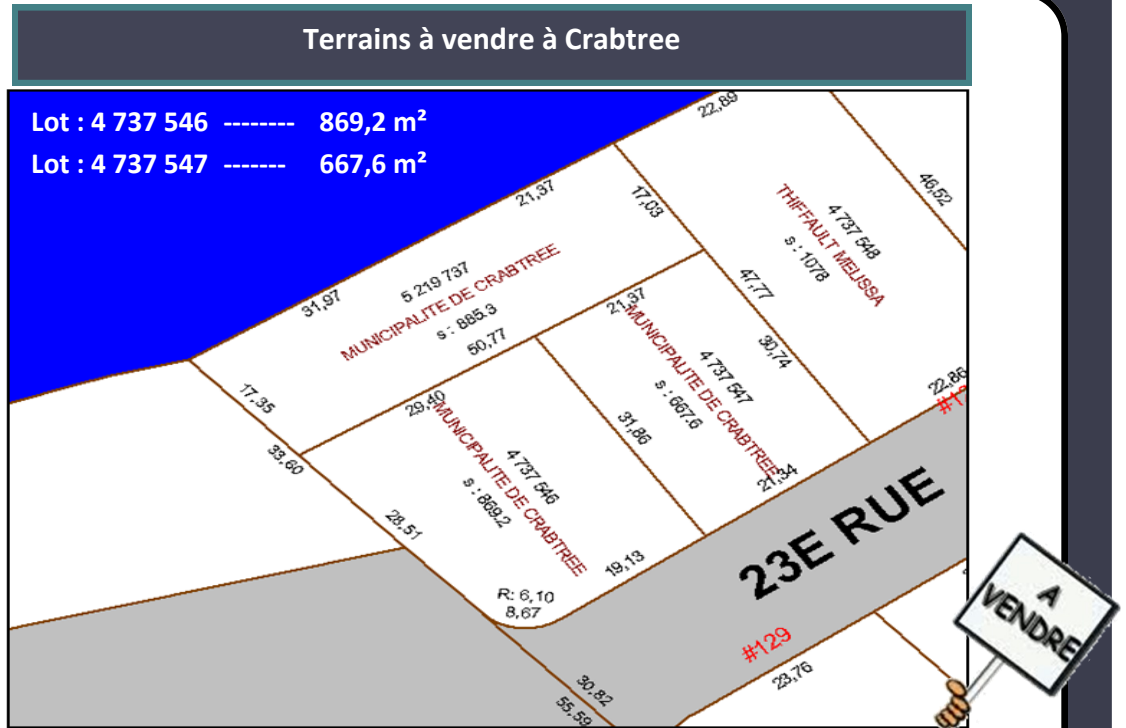 Terrains à vendre à Crabtree
Lot : 4 737 546 -------- 869,2 m²
Lot : 4 737 547 ------- 667,6 m²
22,89
46,52
21,37
17,03
4 737 548
THIFFAULT MELISSA
s : 1078
31,97
5 219 737
MUNICIPALITE DE CRABTREE
s : 885.3
50,77
47,77
21,37
30,74
4 737 547
MUNICIPALITE DE CRABTREE
s : 667.6
22,86
17,35
29,40
31,86
33,60
4 737 546
MUNICIPALITE DE CRABTREE
s : 869.2
21,34
28,51
19,13
23E RUE
R: 6,10
8,67
#129
23,76
30,82
55,59
A
VENDRE